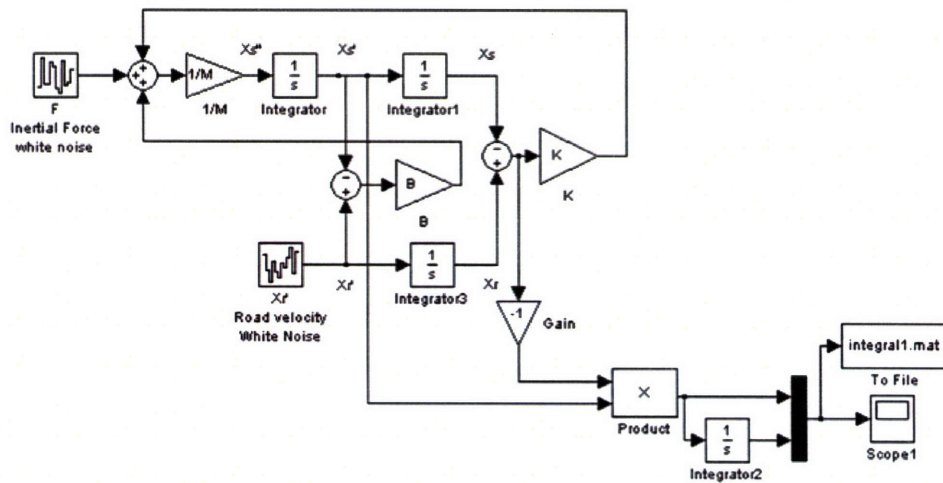 Xs''
Xs'
Xs
1/M
1
s
1
s
K
F
1/M
Integrator
Integrator1
K
Inertial Force
white noise
B
B
1
s
Xr'
Xr'
Integrator3
Xr
Road velocity
White Noise
-1
Gain
integral1.mat
To File
X
Product
1
s
Integrator2
Scope1